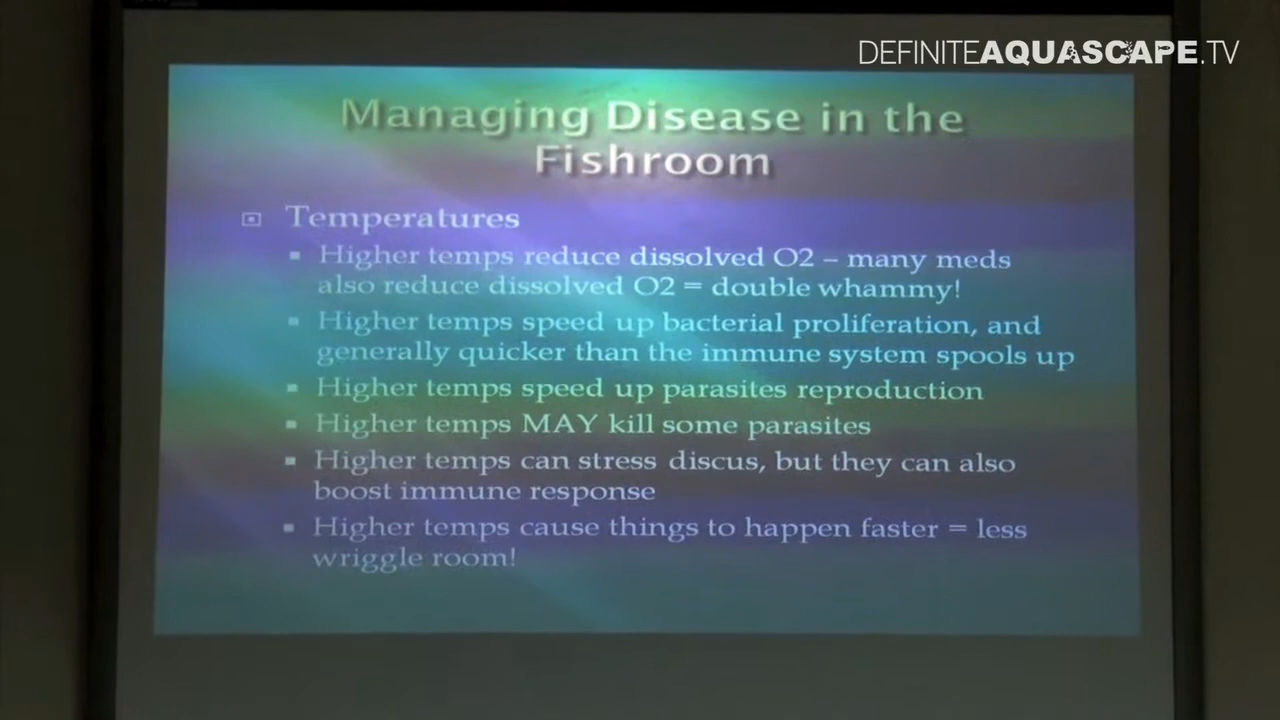 DEFINITEAQUASCAPE.TV
Managing Disease in the
Fishroom
Temperatures
Higher temps reduce dissolved O2 – many meds
also reduce dissolved O2 = double whammy!
Higher temps speed up bacterial proliferation, and
generally quicker than the immune system spools up
Higher temps speed up parasites reproduction
Higher temps MAY kill some parasites
Higher temps can stress discus, but they can also
boost immune response
Higher temps cause things to happen faster = less
wriggle room!